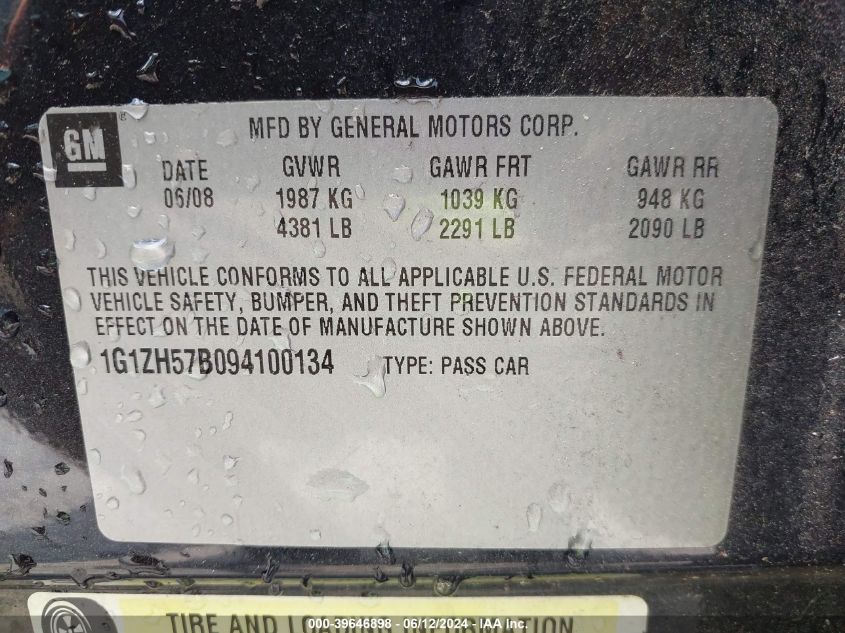 GM
MFD BY GENERAL MOTORS CORP.
DATE GVWR GAWR FRT GAWR RR
06/08 1987 KG 1039 KG 948 KG
4381 LB 2291 LB 2090 LB
THIS VEHICLE CONFORMS TO ALL APPLICABLE U.S. FEDERAL MOTOR
VEHICLE SAFETY, BUMPER, AND THEFT PREVENTION STANDARDS IN
EFFECT ON THE DATE OF MANUFACTURE SHOWN ABOVE.
1G1ZH57B094100134 TYPE: PASS CAR
TIRE AND LOADING INFORMATION
000-39646898 - 06/12/2024 - IAA Inc.